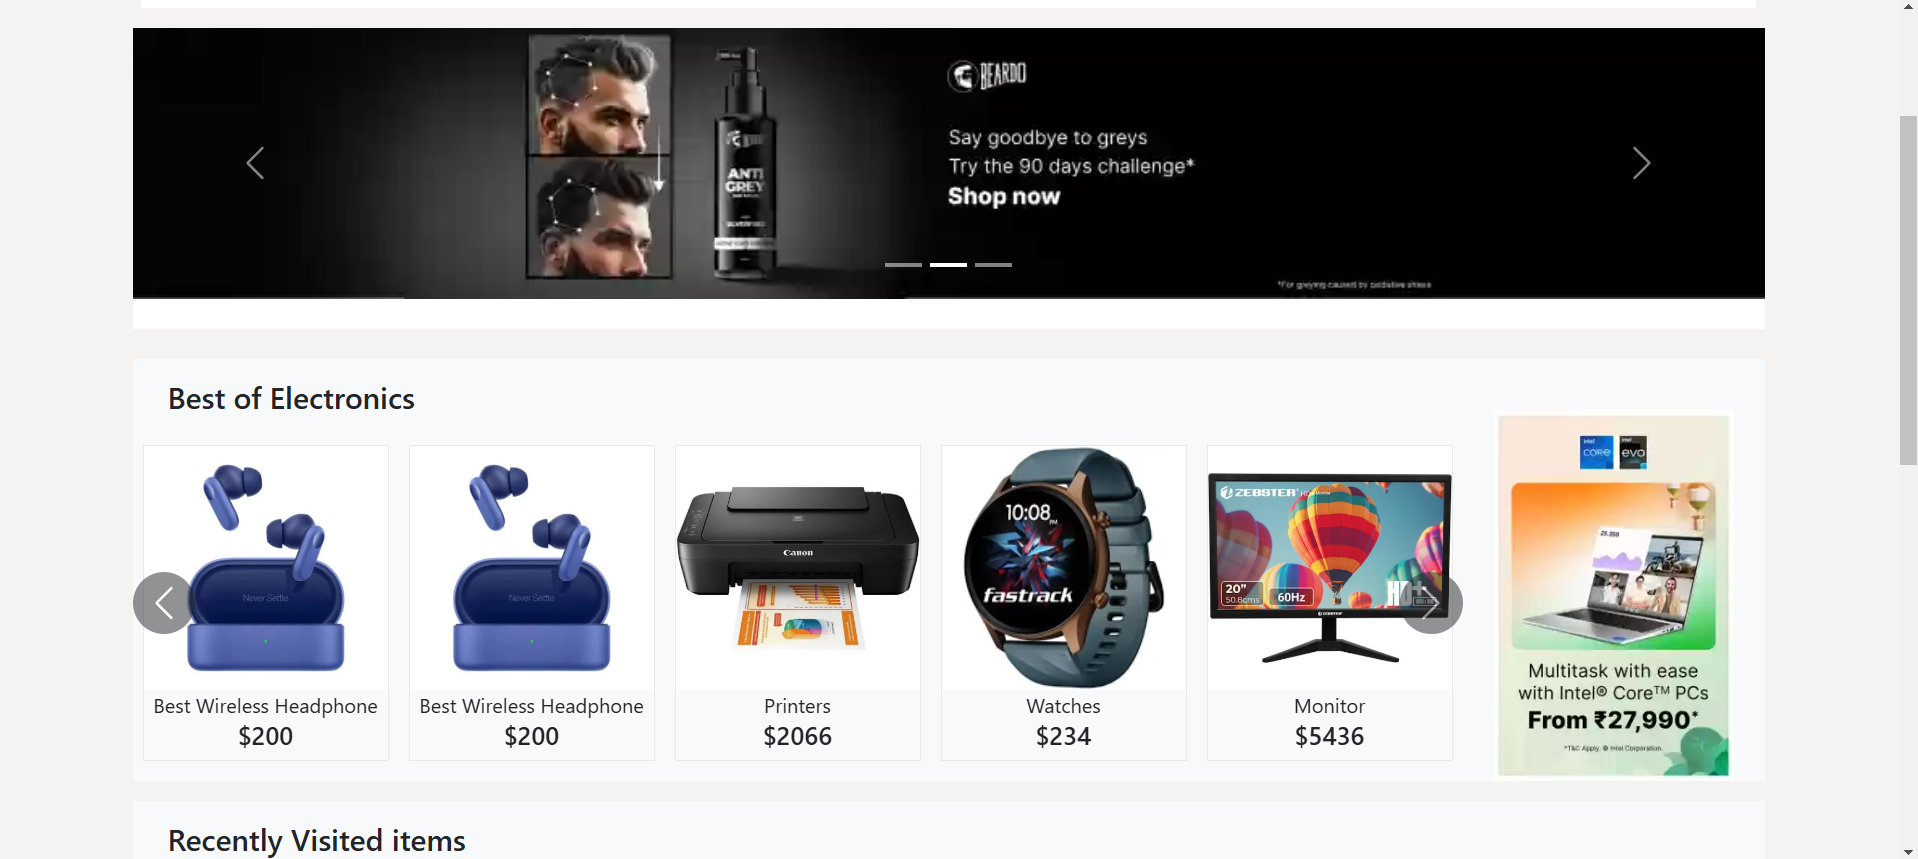 BEARDO
Say goodbye to greys
Try the 90 days challenge*
Shop now
ANTI
GREY
*For greying caused by oxidative stress
Best of Electronics
Never Settle
Best Wireless Headphone
$200
Never Settle
Best Wireless Headphone
$200
Canon
Printers
$2066
10:08
fastrack
Watches
$234
ZEBSTER
20”
50.8cms
60Hz
HD+
ZEBSTER
Monitor
$5436
intel
CORE
intel
evo
Multitask with ease
with Intel® Core™ PCs
From ₹27,990*
*T&C Apply. © Intel Corporation.
Recently Visited items